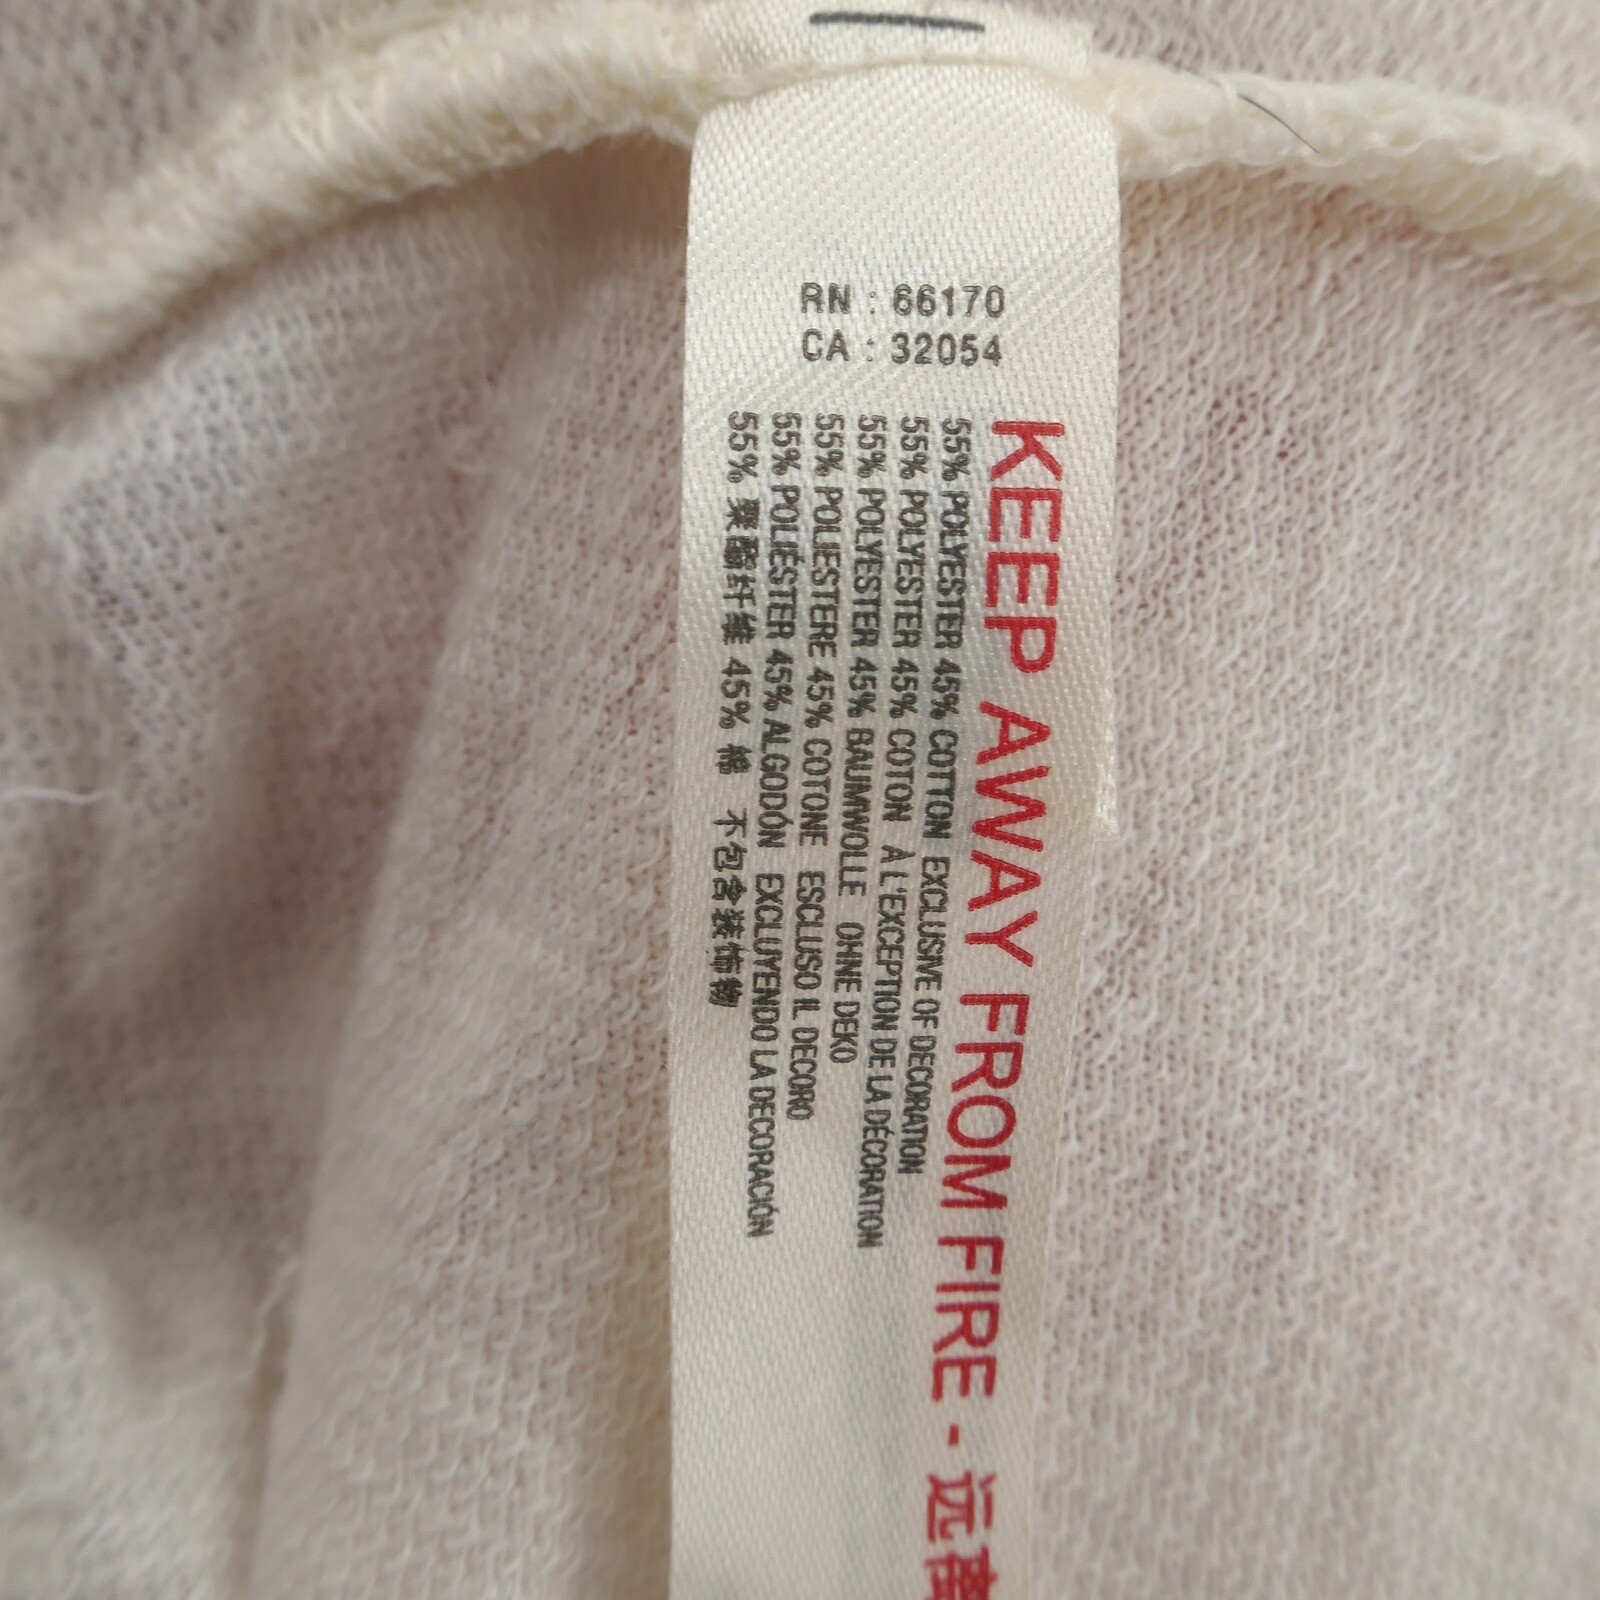 RN : 66170
CA : 32054
KEEP AWAY FROM FIRE - 远离
55% POLYESTER 45% COTTON EXCLUSIVE OF DECORATION
55% POLYESTER 45% COTON À L'EXCEPTION DE LA DÉCORATION
55% POLYESTER 45% BAUMWOLLE OHNE DEKO
55% POLIESTERE 45% COTONE ESCLUSO IL DECORO
55% POLIÉSTER 45% ALGODÓN EXCLUYENDO LA DECORACIÓN
55% 聚酯纤维 45% 棉 不包含装饰物